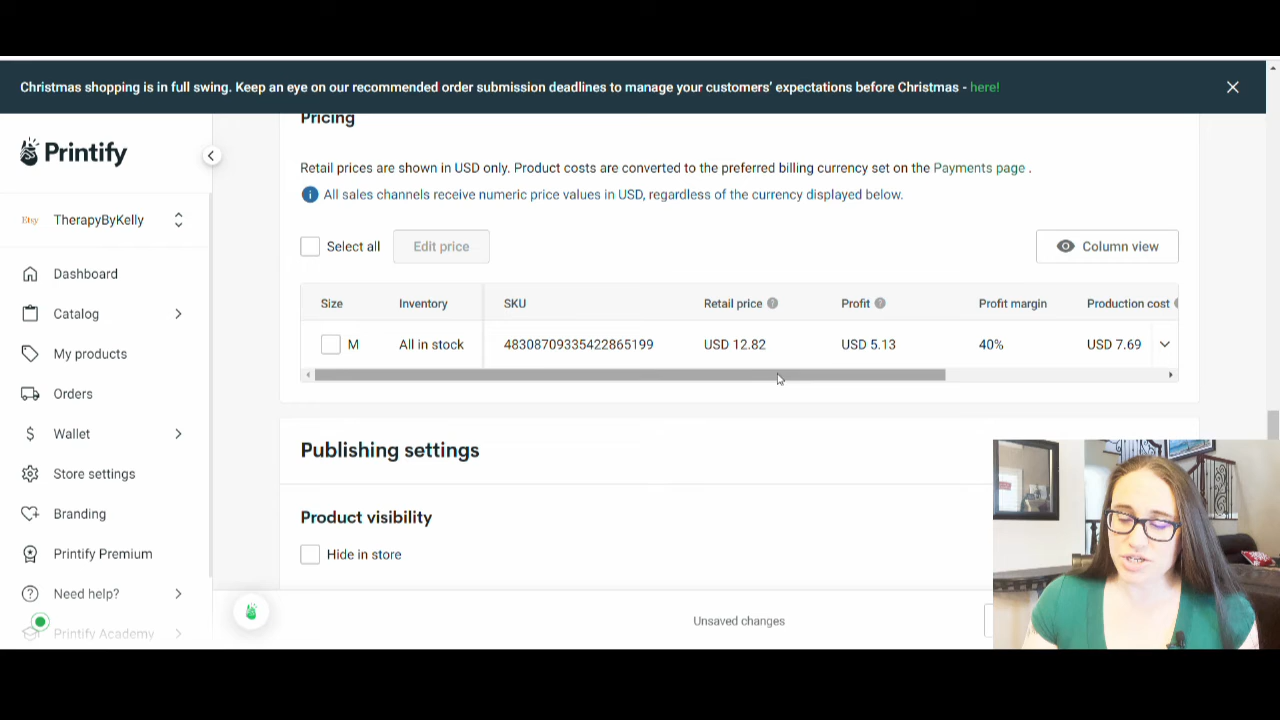 Christmas shopping is in full swing. Keep an eye on our recommended order submission deadlines to manage your customers' expectations before Christmas - here!
Printify
Etsy TherapyByKelly
Dashboard
Catalog
My products
Orders
Wallet
Store settings
Branding
Printify Premium
Need help?
Printify Academy
Pricing
Retail prices are shown in USD only. Product costs are converted to the preferred billing currency set on the Payments page .
All sales channels receive numeric price values in USD, regardless of the currency displayed below.
Select all Edit price Column view
Size Inventory SKU Retail price Profit Profit margin Production cost
M All in stock 48308709335422865199 USD 12.82 USD 5.13 40% USD 7.69
Publishing settings
Product visibility
Hide in store
Unsaved changes